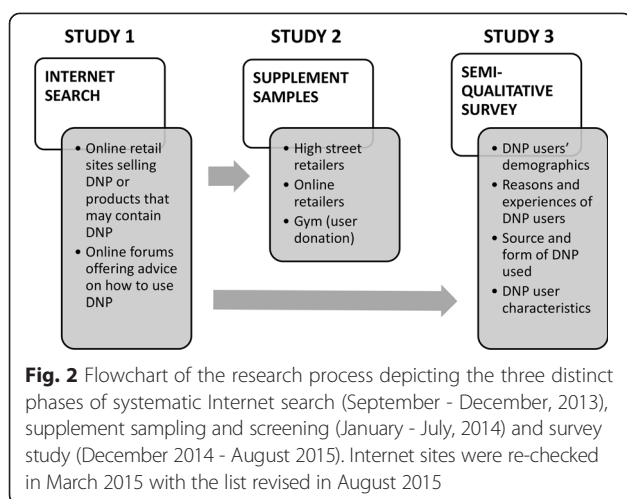 STUDY 1
STUDY 2
STUDY 3
INTERNET
SEARCH
• Online retail
sites selling
DNP or
products that
may contain
DNP
• Online forums
offering advice
on how to use
DNP
SUPPLEMENT
SAMPLES
• High street
retailers
• Online
retailers
• Gym (user
donation)
SEMI-
QUALITATIVE
SURVEY
• DNP users'
demographics
• Reasons and
experiences of
DNP users
• Source and
form of DNP
used
• DNP user
characteristics
Fig. 2 Flowchart of the research process depicting the three distinct
phases of systematic Internet search (September - December, 2013),
supplement sampling and screening (January - July, 2014) and survey
study (December 2014 - August 2015). Internet sites were re-checked
in March 2015 with the list revised in August 2015